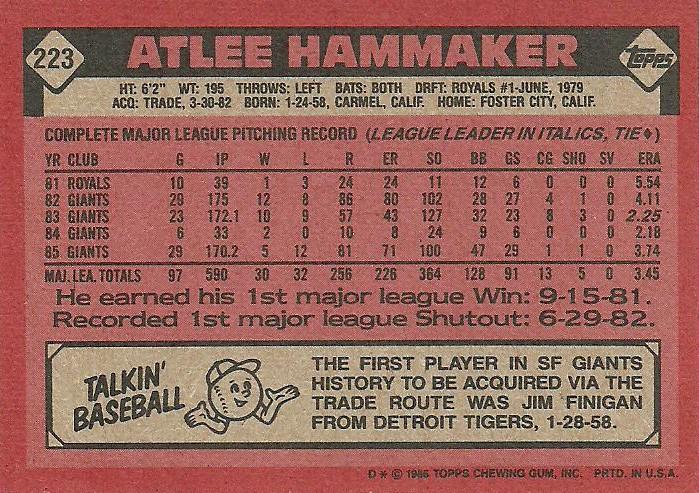 223 ATLEE HAMMAKER topps
HT: 6'2" WT: 195 THROWS: LEFT BATS: BOTH DRFT: ROYALS #1-JUNE, 1979
ACQ: TRADE, 3-30-82 BORN: 1-24-58, CARMEL, CALIF. HOME: FOSTER CITY, CALIF.
COMPLETE MAJOR LEAGUE PITCHING RECORD (LEAGUE LEADER IN ITALICS, TIE♦)
YR CLUB G IP W L R ER SO BB GS CG SHO SV ERA
81 ROYALS 10 39 1 3 24 24 11 12 6 0 0 0 5.54
82 GIANTS 29 175 12 8 86 80 102 28 27 4 1 0 4.11
83 GIANTS 23 172.1 10 9 57 43 127 32 23 8 3 0 2.25
84 GIANTS 6 33 2 0 10 8 24 9 6 0 0 0 2.18
85 GIANTS 29 170.2 5 12 81 71 100 47 29 1 1 0 3.74
MAJ. LEA. TOTALS 97 590 30 32 256 226 364 128 91 13 5 0 3.45
He earned his 1st major league Win: 9-15-81.
Recorded 1st major league Shutout: 6-29-82.
TALKIN' BASEBALL
THE FIRST PLAYER IN SF GIANTS
HISTORY TO BE ACQUIRED VIA THE
TRADE ROUTE WAS JIM FINIGAN
FROM DETROIT TIGERS, 1-28-58.
D * © 1986 TOPPS CHEWING GUM, INC. PRTD. IN U.S.A.